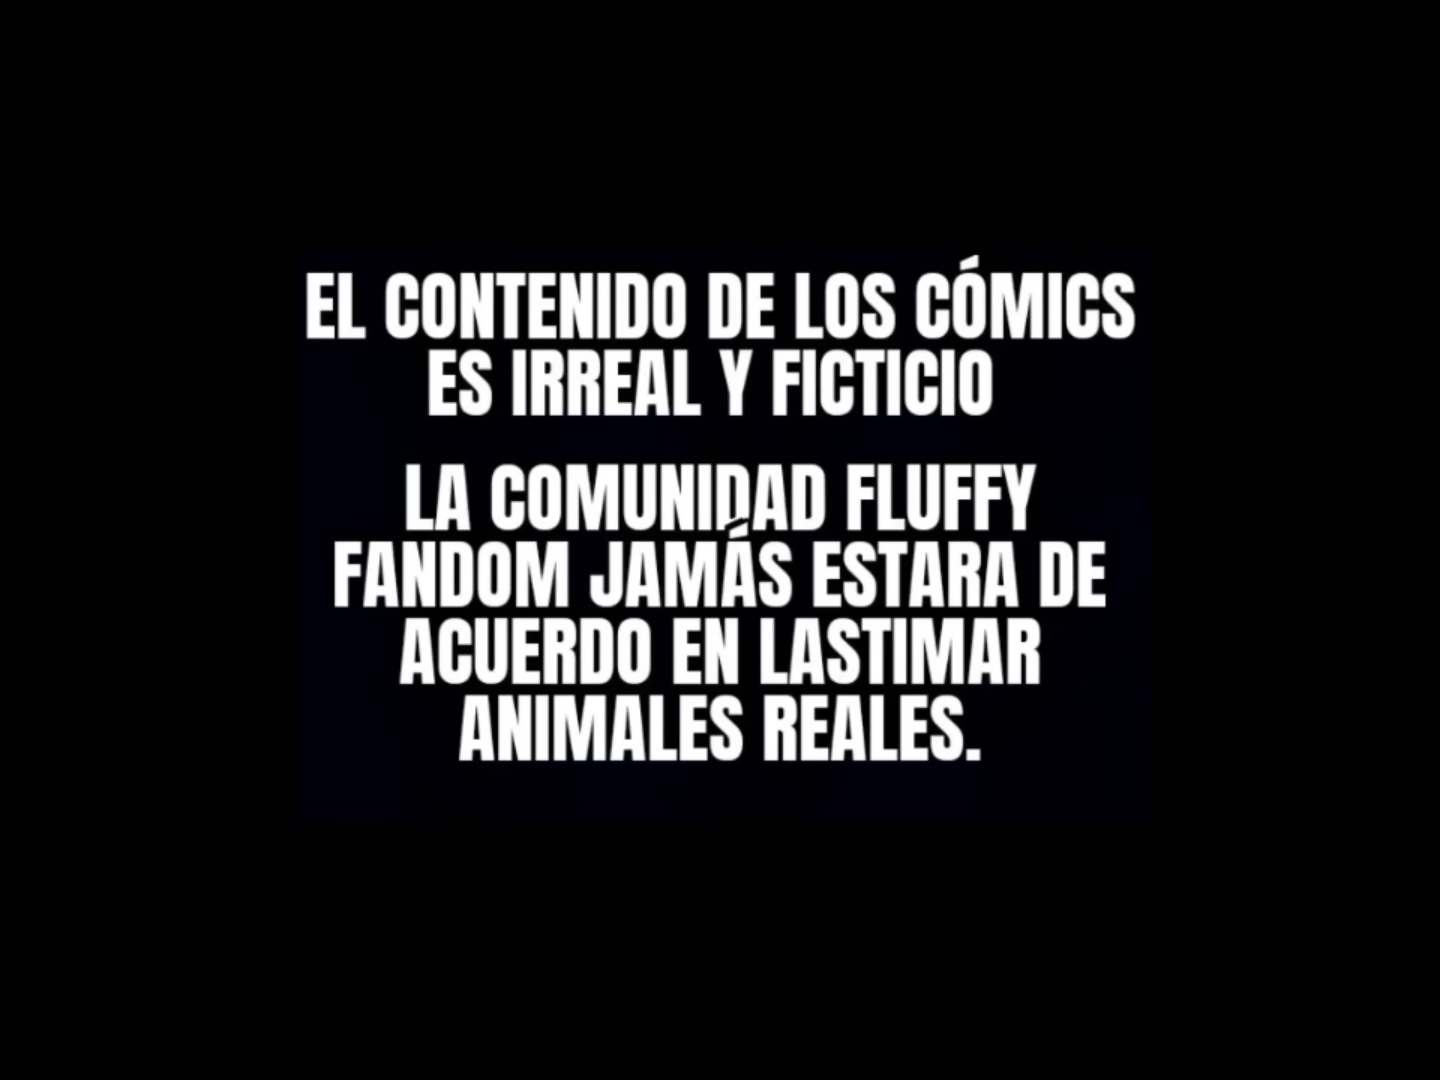 EL CONTENIDO DE LOS CÓMICS
ES IRREAL Y FICTICIO
LA COMUNIDAD FLUFFY
FANDOM JAMÁS ESTARA DE
ACUERDO EN LASTIMAR
ANIMALES REALES.